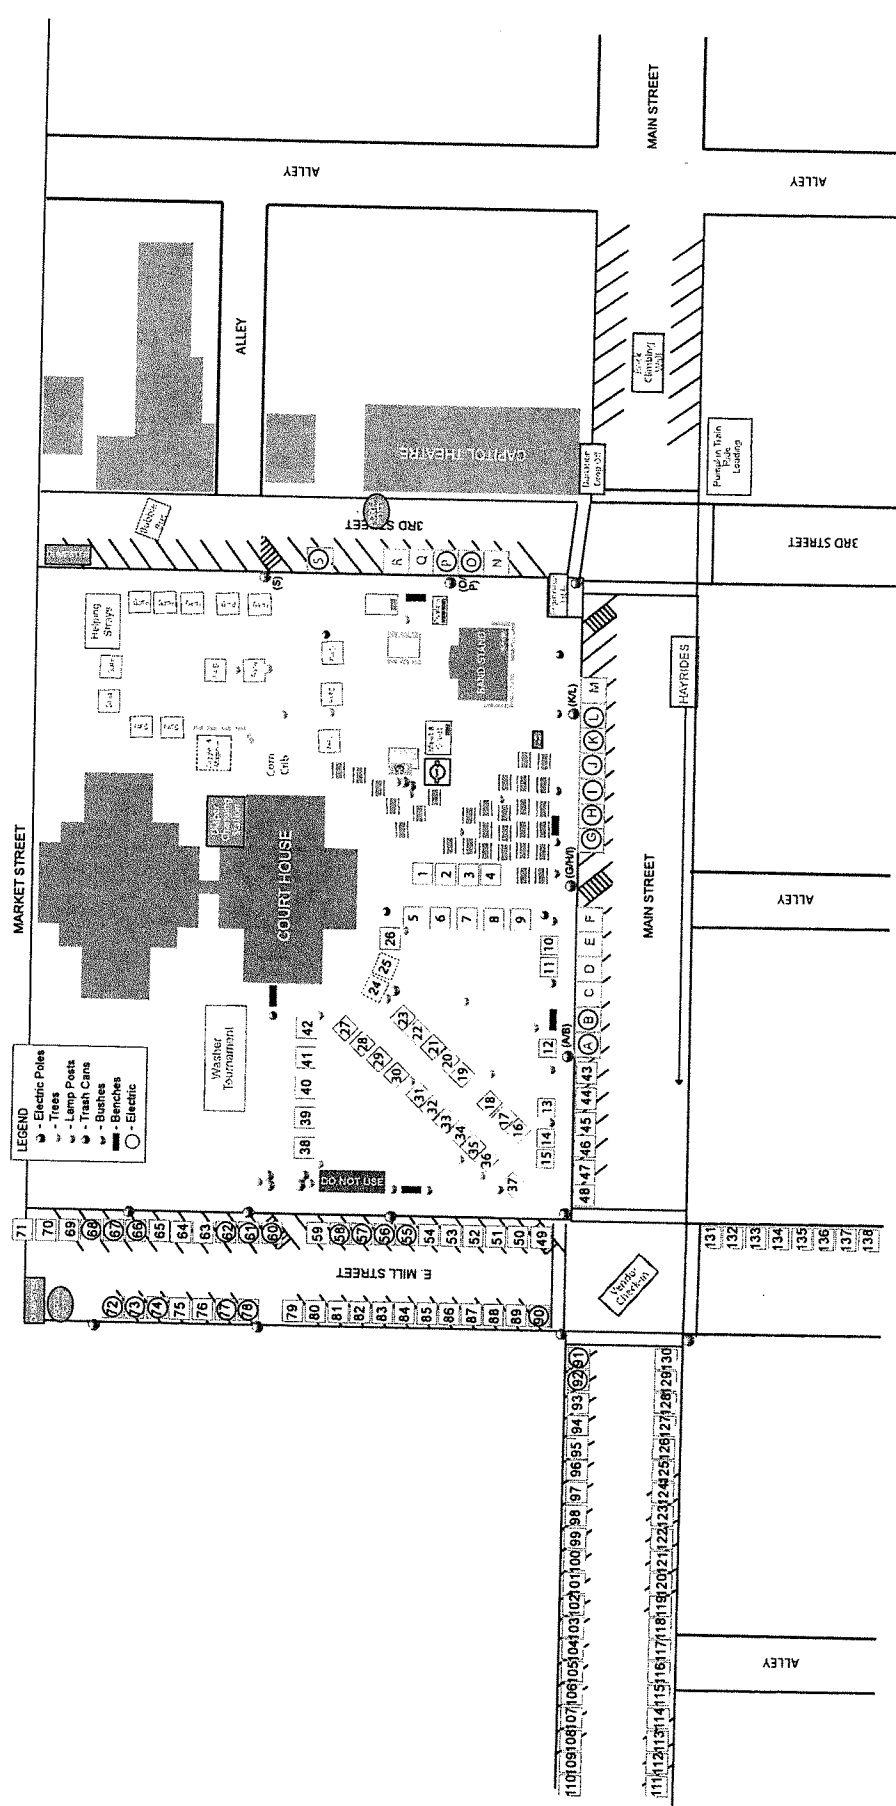 MARKET STREET
LEGEND
- Electric Poles
- Trees
- Lamp Posts
- Trash Cans
- Bushes
- Benches
- Electric
71
70
69
68
67
66
65
64
63
62
61
60
59
58
57
56
55
54
53
52
51
50
49
E. MILL STREET
72
73
74
75
76
77
78
79
80
81
82
83
84
85
86
87
88
89
90
Washer
Tournament
DO NOT USE
38
39
40
41
42
COURT HOUSE
Corn
Crib
Helping
Strays
27
28
29
30
31
32
33
34
35
36
37
24
25
26
23
22
21
20
19
18
17
16
15
14
13
12
11
10
1
2
3
4
5
6
7
8
9
BAND STAND
(S)
(O/
P)
(K/L)
(G/H/I)
(A/B)
S
R
Q
P
O
N
3RD STREET
3RD STREET
CAPITOL THEATRE
ALLEY
ALLEY
ALLEY
ALLEY
ALLEY
MAIN STREET
MAIN STREET
Climbing
Pumpkin Train
Ride
Loading
HAYRIDES
48
47
46
45
44
43
A
B
C
D
E
F
G
H
I
J
K
L
M
Vendor
Check-in
131
132
133
134
135
136
137
138
110
109
108
107
106
105
104
103
102
101
100
99
98
97
96
95
94
93
92
91
111
112
113
114
115
116
117
118
119
120
121
122
123
124
125
126
127
128
129
130